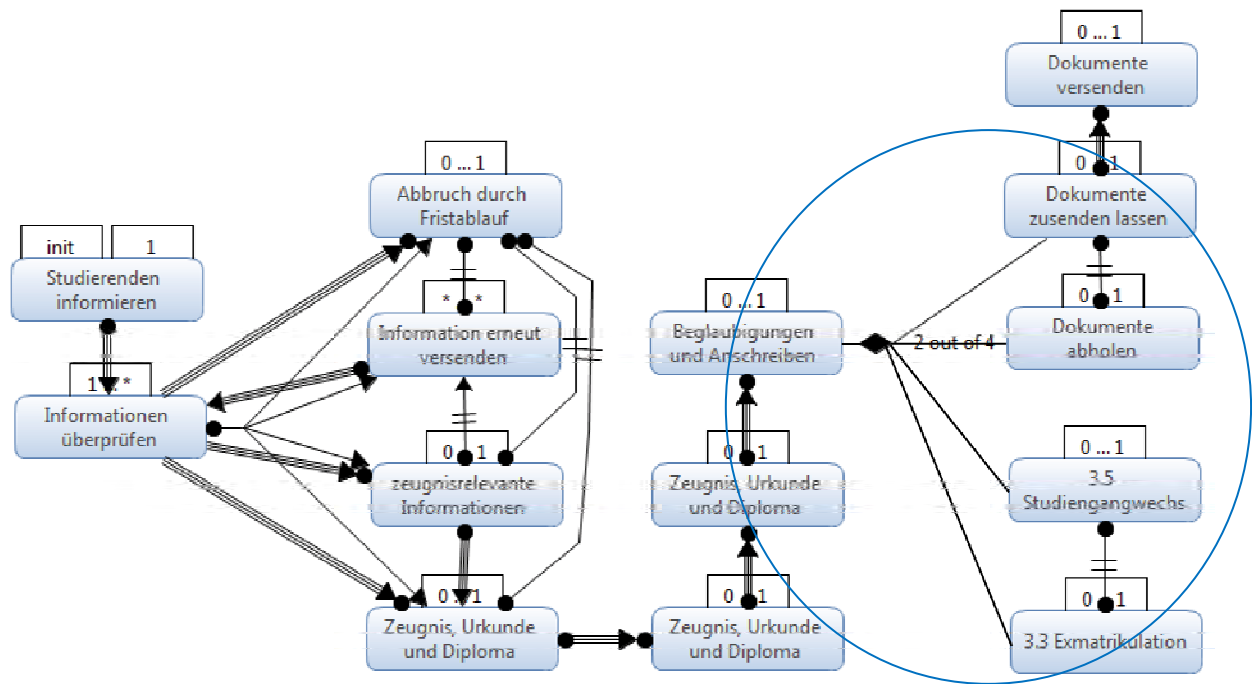 0 ... 1
Dokumente
versenden
0 ... 1
Abbruch durch
Fristablauf
0 1
Dokumente
zusenden lassen
init
1
Studierenden
informieren
* *
Information erneut
versenden
0 ... 1
Beglaubigungen
und Anschreiben
2 out of 4
0 1
Dokumente
abholen
1 *
Informationen
überprüfen
0 1
zeugnisrelevante
Informationen
0 1
Zeugnis, Urkunde
und Diploma
0 ... 1
3.5
Studiengangwechs
0 1
Zeugnis, Urkunde
und Diploma
0 1
Zeugnis, Urkunde
und Diploma
0 1
3.3 Exmatrikulation